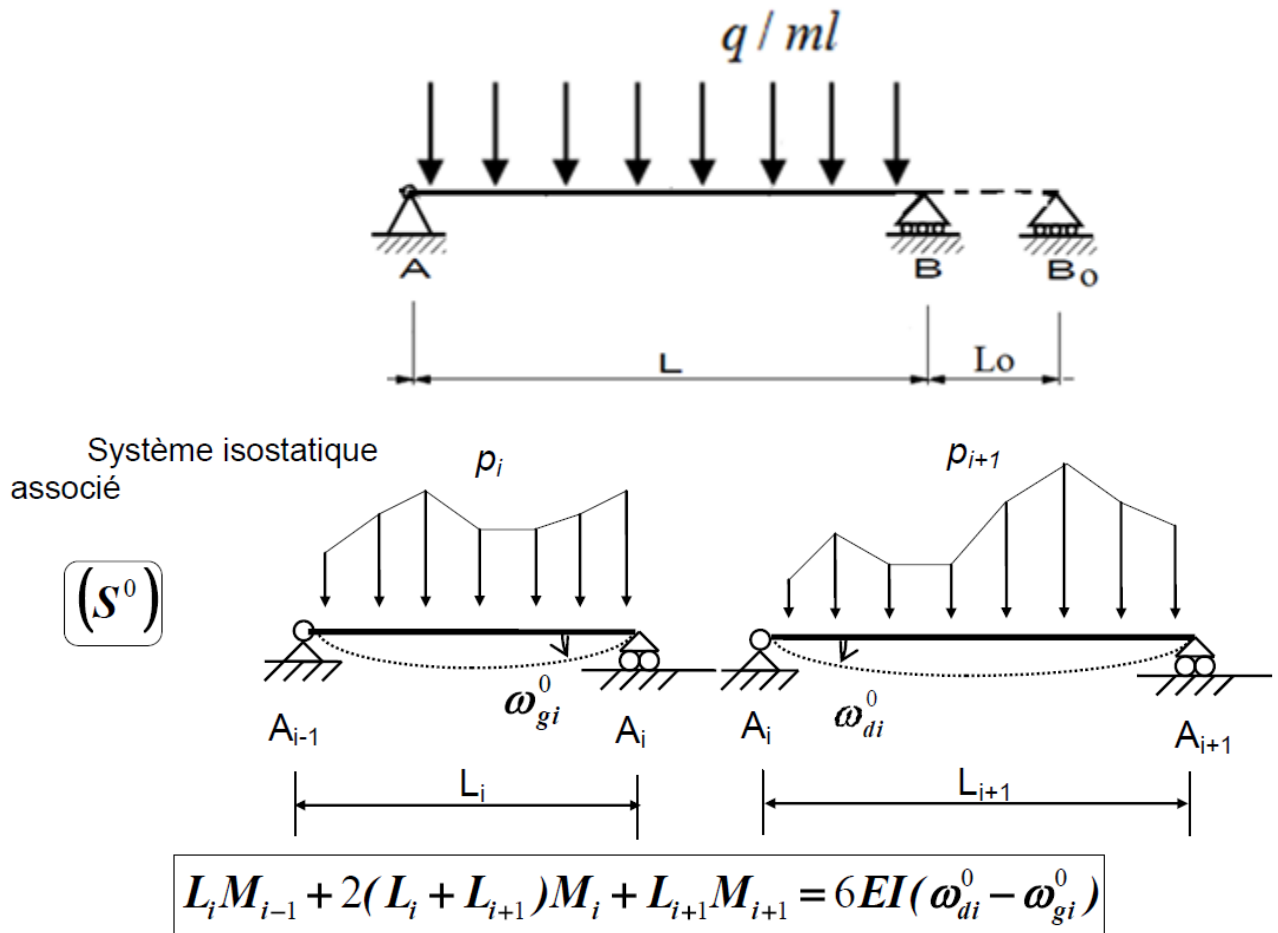 q / ml
A B B₀
L Lo
Système isostatique
associé
pᵢ pᵢ₊₁
(S⁰)
ω⁰gi ω⁰di
Aᵢ₋₁ Aᵢ Aᵢ Aᵢ₊₁
Lᵢ Lᵢ₊₁
LᵢMᵢ₋₁ + 2(Lᵢ + Lᵢ₊₁)Mᵢ + Lᵢ₊₁Mᵢ₊₁ = 6EI(ω⁰di − ω⁰gi)